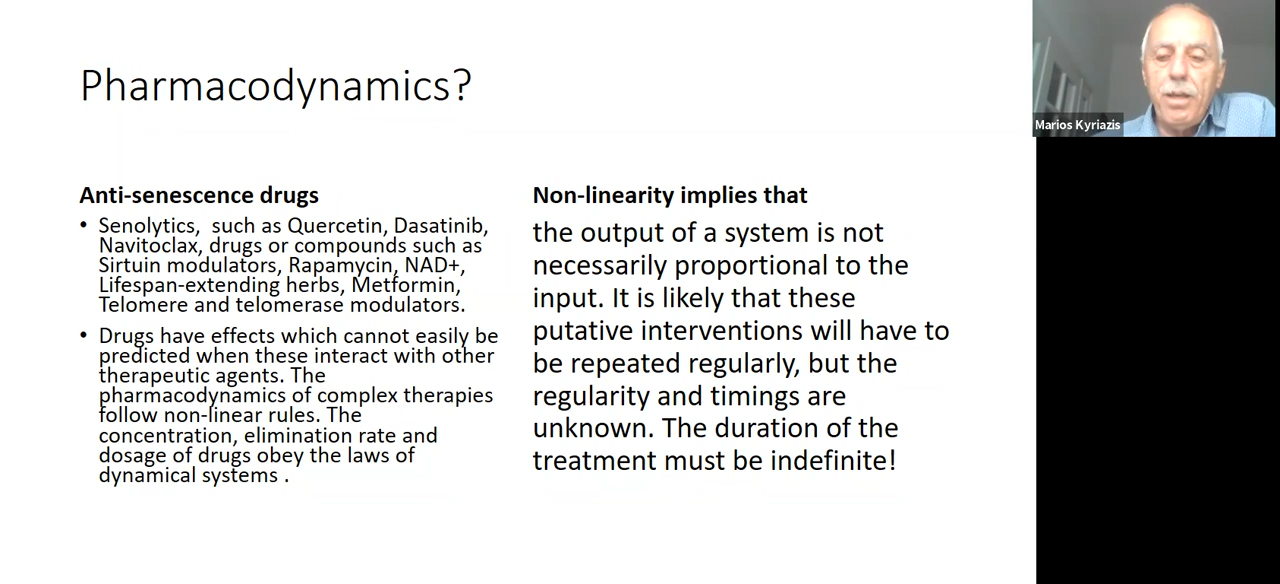 Pharmacodynamics?
Marios Kyriazis
Anti-senescence drugs
• Senolytics,  such as Quercetin, Dasatinib,
Navitoclax, drugs or compounds such as
Sirtuin modulators, Rapamycin, NAD+,
Lifespan-extending herbs, Metformin,
Telomere and telomerase modulators.
• Drugs have effects which cannot easily be
predicted when these interact with other
therapeutic agents. The
pharmacodynamics of complex therapies
follow non-linear rules. The
concentration, elimination rate and
dosage of drugs obey the laws of
dynamical systems .
Non-linearity implies that
the output of a system is not
necessarily proportional to the
input. It is likely that these
putative interventions will have to
be repeated regularly, but the
regularity and timings are
unknown. The duration of the
treatment must be indefinite!